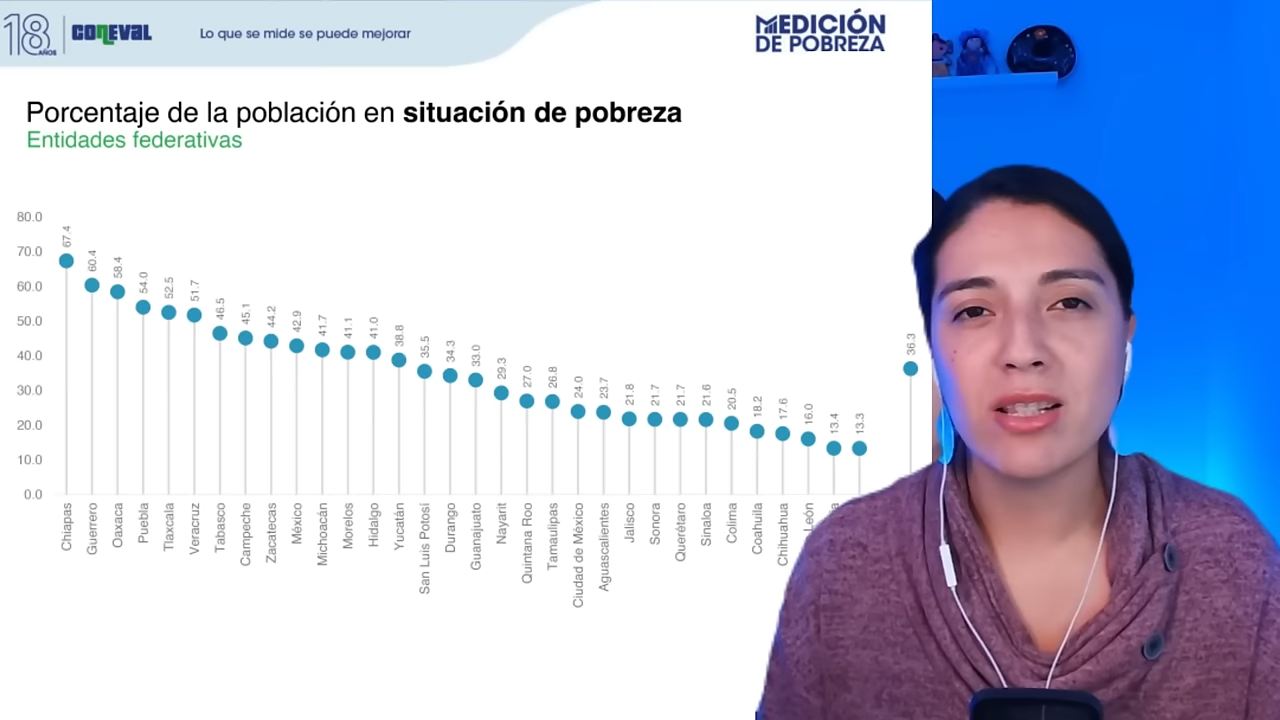 18 AÑOS
CONEVAL
Lo que se mide se puede mejorar
MEDICIÓN
DE POBREZA
Porcentaje de la población en situación de pobreza
Entidades federativas
80.0
70.0
60.0
50.0
40.0
30.0
20.0
10.0
0.0
67.4
60.4
58.4
54.0
52.5
51.7
46.5
45.1
44.2
42.9
41.7
41.1
41.0
38.8
35.5
34.3
33.0
29.3
27.0
26.8
24.0
23.7
21.8
21.7
21.7
21.6
20.5
18.2
17.6
16.0
13.4
13.3
36.3
Chiapas
Guerrero
Oaxaca
Puebla
Tlaxcala
Veracruz
Tabasco
Campeche
Zacatecas
México
Michoacán
Morelos
Hidalgo
Yucatán
San Luis Potosí
Durango
Guanajuato
Nayarit
Quintana Roo
Tamaulipas
Ciudad de México
Aguascalientes
Jalisco
Sonora
Querétaro
Sinaloa
Colima
Coahuila
Chihuahua
León